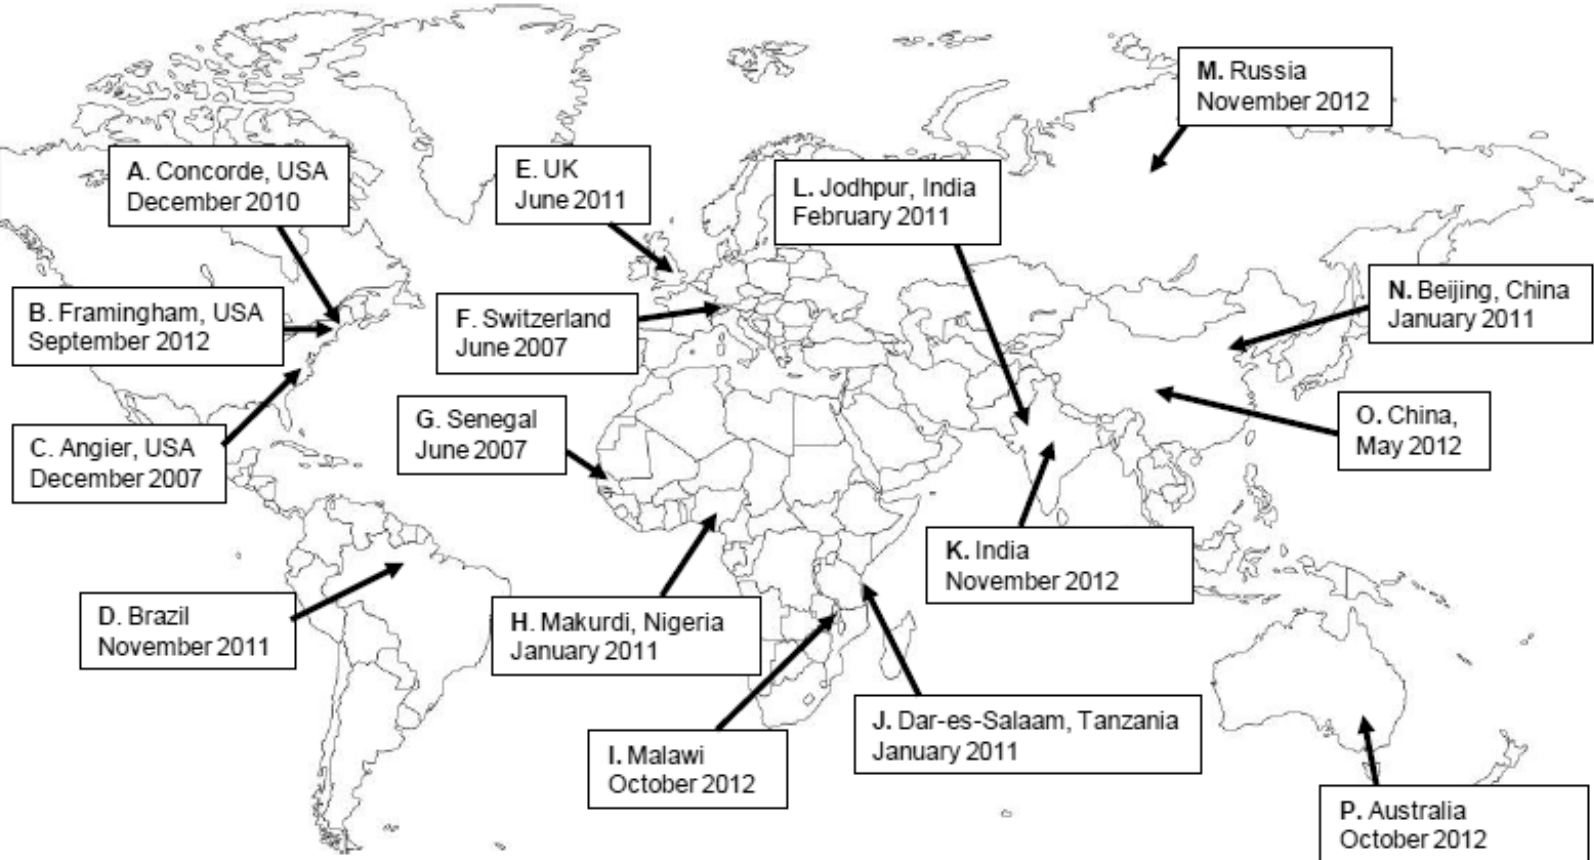 A. Concorde, USA
December 2010
B. Framingham, USA
September 2012
C. Angier, USA
December 2007
D. Brazil
November 2011
E. UK
June 2011
F. Switzerland
June 2007
G. Senegal
June 2007
H. Makurdi, Nigeria
January 2011
I. Malawi
October 2012
J. Dar-es-Salaam, Tanzania
January 2011
K. India
November 2012
L. Jodhpur, India
February 2011
M. Russia
November 2012
N. Beijing, China
January 2011
O. China,
May 2012
P. Australia
October 2012